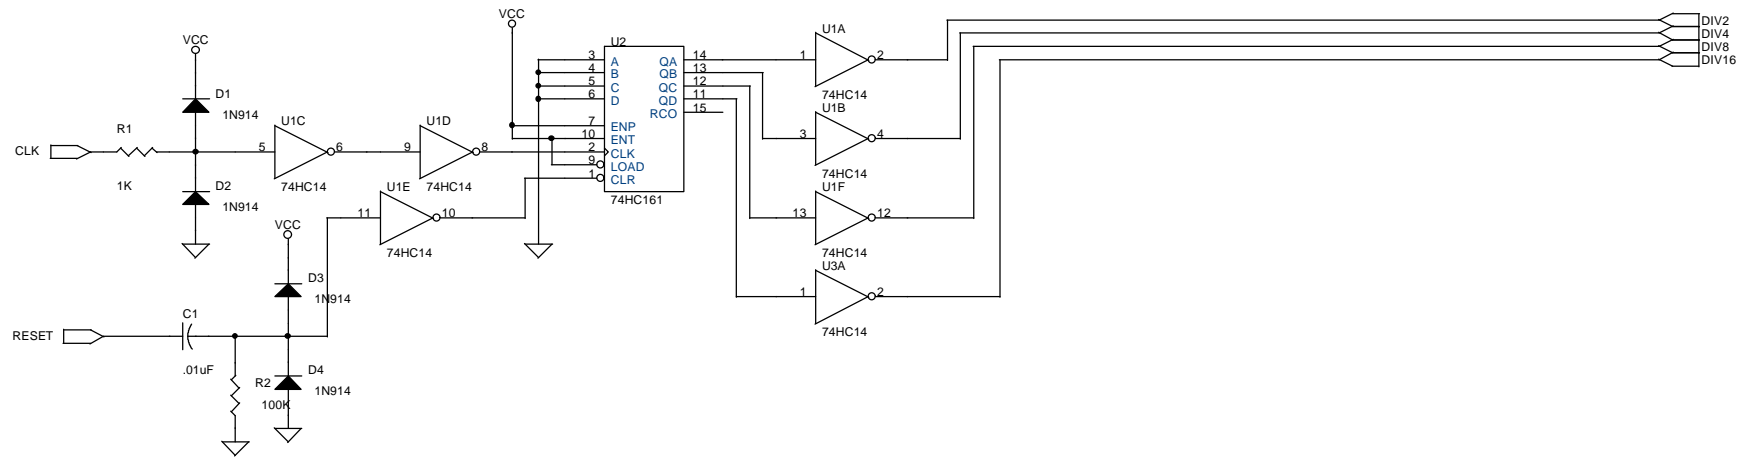 VCC
D1
1N914
R1
1K
CLK
D2
1N914
U1C
5
6
74HC14
U1D
9
8
74HC14
U1E
11
10
74HC14
VCC
D3
1N914
RESET
C1
.01uF
R2
100K
D4
1N914
VCC
U2
3 A QA 14
4 B QB 13
5 C QC 12
6 D QD 11
RCO 15
7 ENP
10 ENT
2 CLK
9 LOAD
1 CLR
74HC161
U1A
1
2
74HC14
U1B
3
4
74HC14
U1F
13
12
74HC14
U3A
1
2
74HC14
DIV2
DIV4
DIV8
DIV16